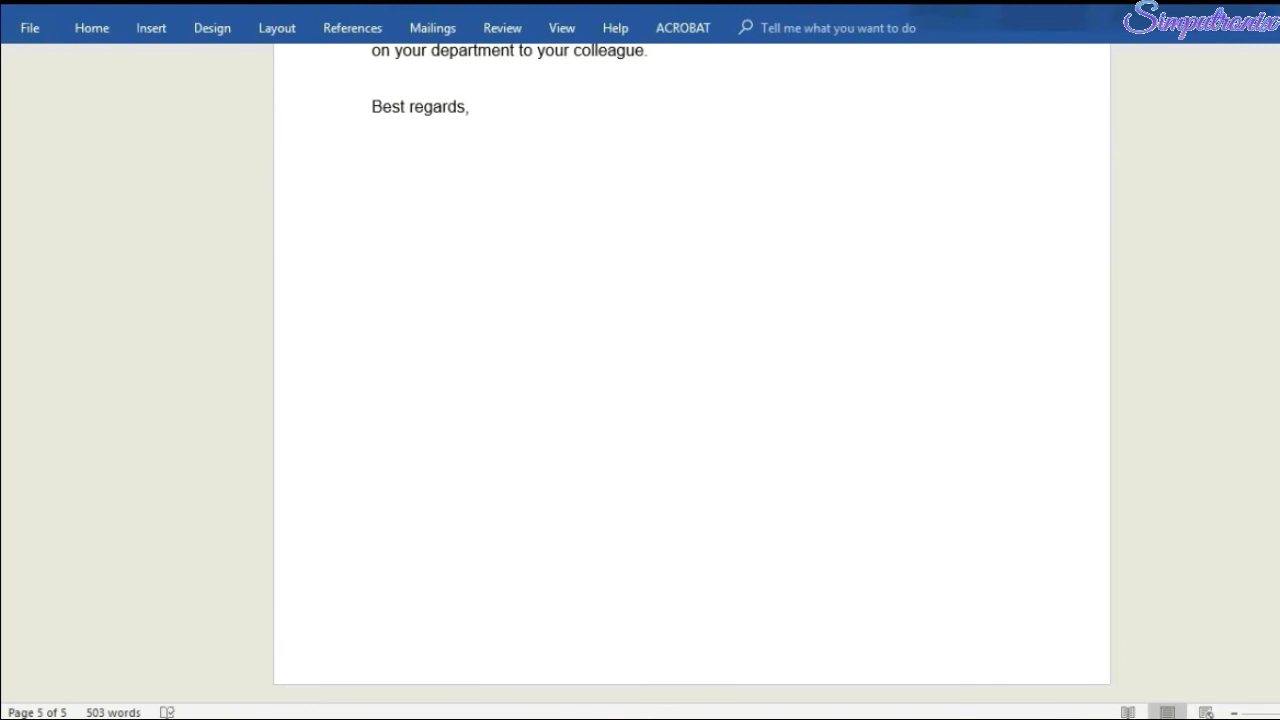 Simpultranix
File Home Insert Design Layout References Mailings Review View Help ACROBAT Tell me what you want to do
on your department to your colleague.
Best regards,
Page 5 of 5 503 words